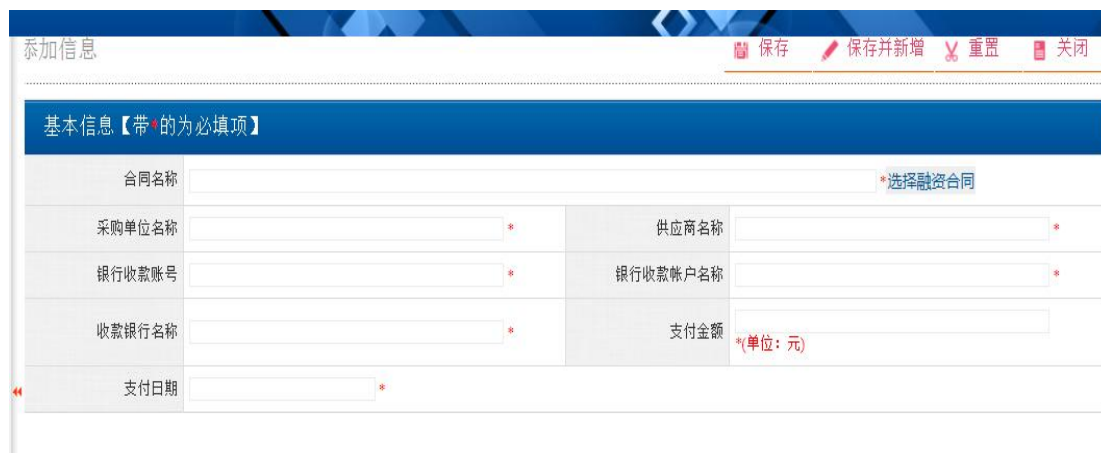 添加信息
保存 保存并新增 重置 关闭
基本信息【带*的为必填项】
合同名称 *选择融资合同
采购单位名称 * 供应商名称 *
银行收款账号 * 银行收款帐户名称 *
收款银行名称 * 支付金额 *(单位：元)
支付日期 *